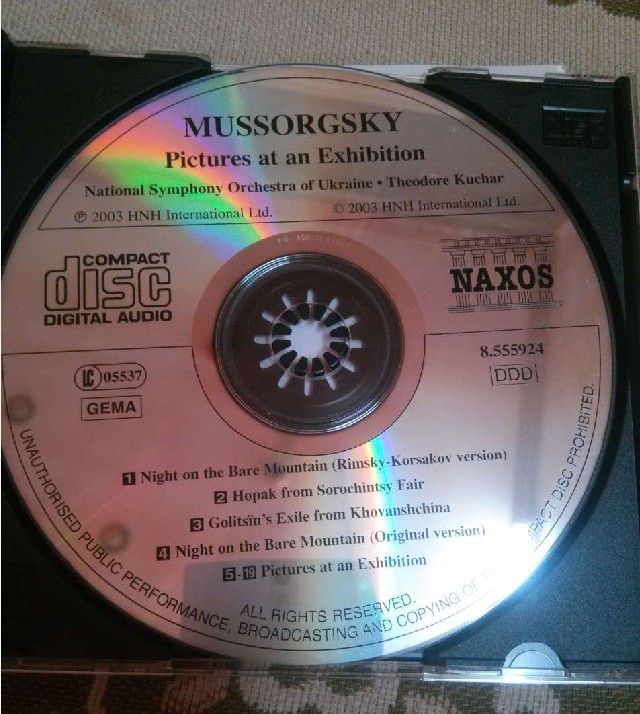 MUSSORGSKY
Pictures at an Exhibition
National Symphony Orchestra of Ukraine • Theodore Kuchar
℗ 2003 HNH International Ltd. © 2003 HNH International Ltd.
COMPACT
disc
DIGITAL AUDIO
NAXOS
LC 05537
GEMA
8.555924
DDD
1 Night on the Bare Mountain (Rimsky-Korsakov version)
2 Hopak from Sorochintsy Fair
3 Golitsïn's Exile from Khovanshchina
4 Night on the Bare Mountain (Original version)
5-19 Pictures at an Exhibition
ALL RIGHTS RESERVED.
UNAUTHORISED PUBLIC PERFORMANCE, BROADCASTING AND COPYING OF DISC PROHIBITED.